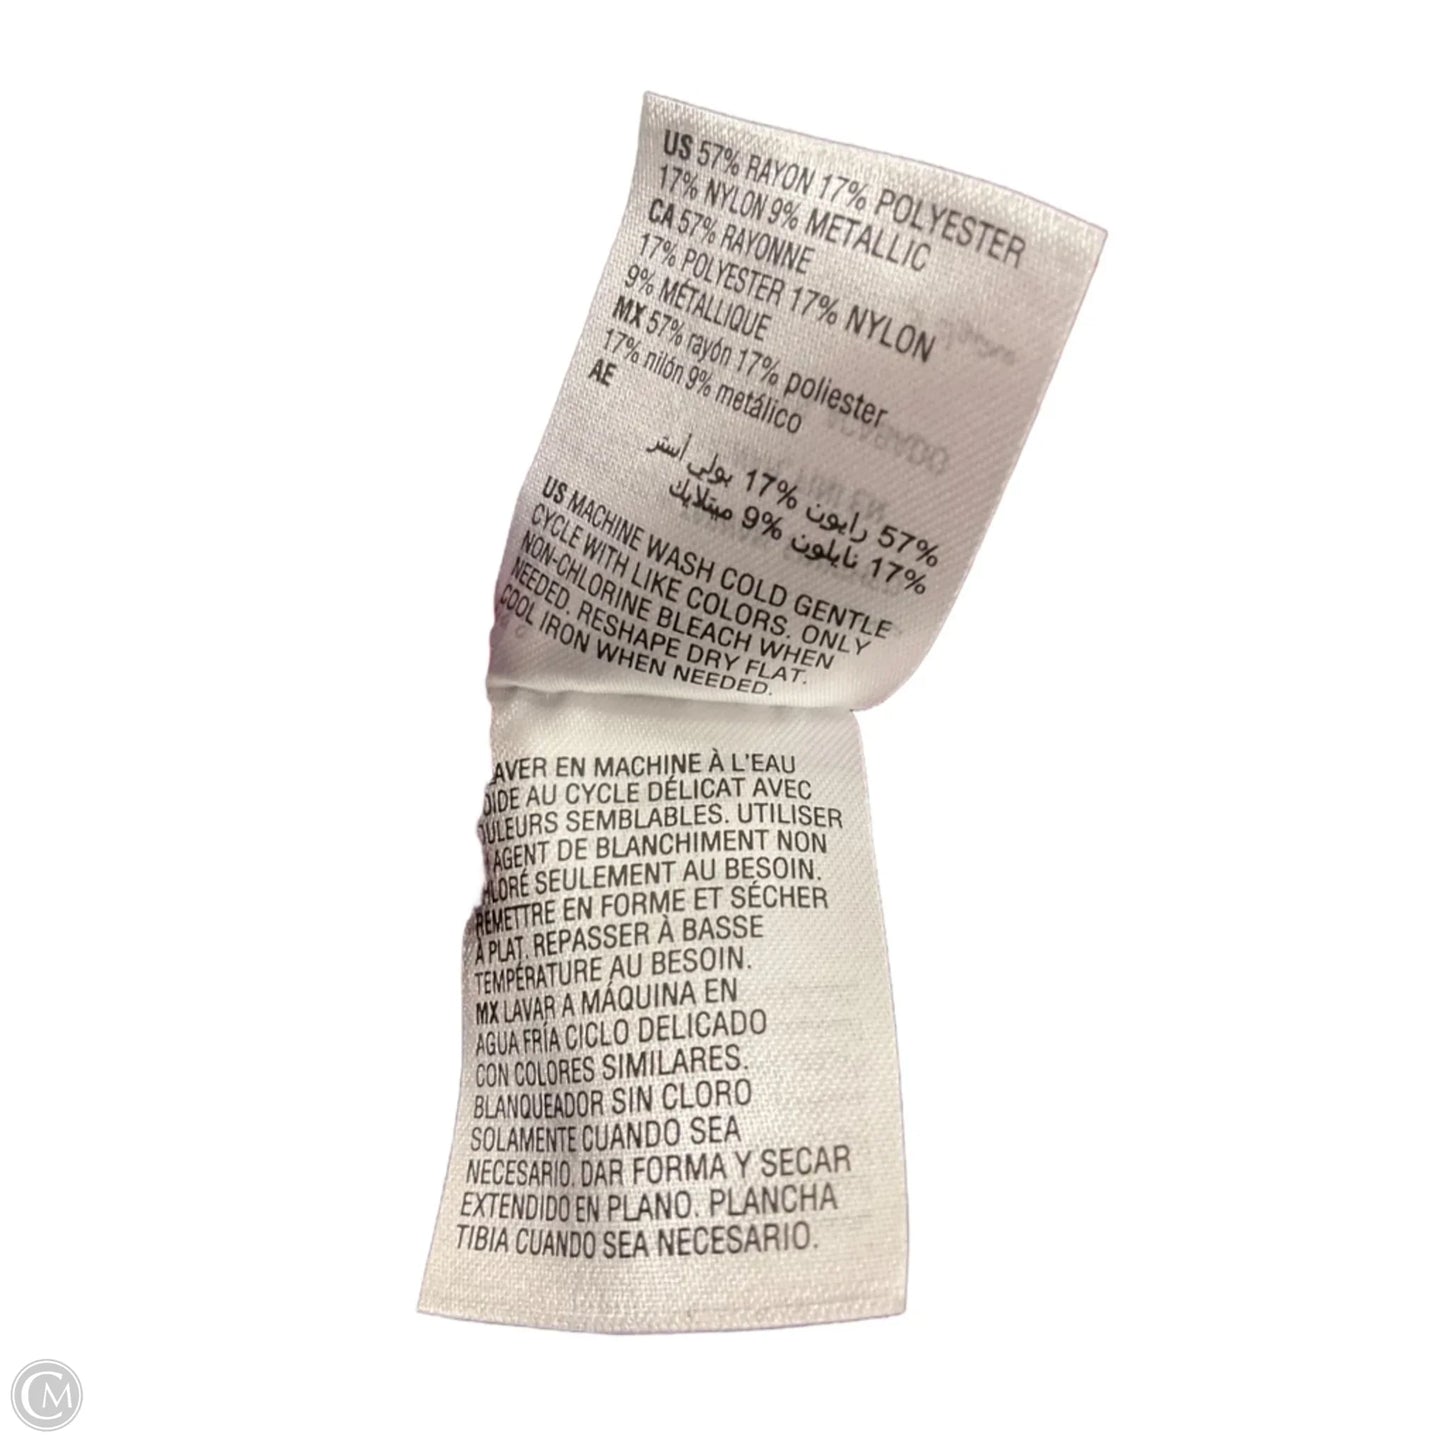 US 57% RAYON 17% POLYESTER
17% NYLON 9% METALLIC
CA 57% RAYONNE
17% POLYESTER 17% NYLON
9% MÉTALLIQUE
MX 57% rayón 17% poliester
17% nilón 9% metálico
AE
57% رايون 17% بولي أستر
17% نايلون 9% ميتلايك
US MACHINE WASH COLD GENTLE
CYCLE WITH LIKE COLORS. ONLY
NON-CHLORINE BLEACH WHEN
NEEDED. RESHAPE DRY FLAT.
COOL IRON WHEN NEEDED.
LAVER EN MACHINE À L'EAU
OIDE AU CYCLE DÉLICAT AVEC
OULEURS SEMBLABLES. UTILISER
AGENT DE BLANCHIMENT NON
HLORÉ SEULEMENT AU BESOIN.
REMETTRE EN FORME ET SÉCHER
À PLAT. REPASSER À BASSE
TEMPÉRATURE AU BESOIN.
MX LAVAR A MÁQUINA EN
AGUA FRÍA CICLO DELICADO
CON COLORES SIMILARES.
BLANQUEADOR SIN CLORO
SOLAMENTE CUANDO SEA
NECESARIO. DAR FORMA Y SECAR
EXTENDIDO EN PLANO. PLANCHA
TIBIA CUANDO SEA NECESARIO.
CM